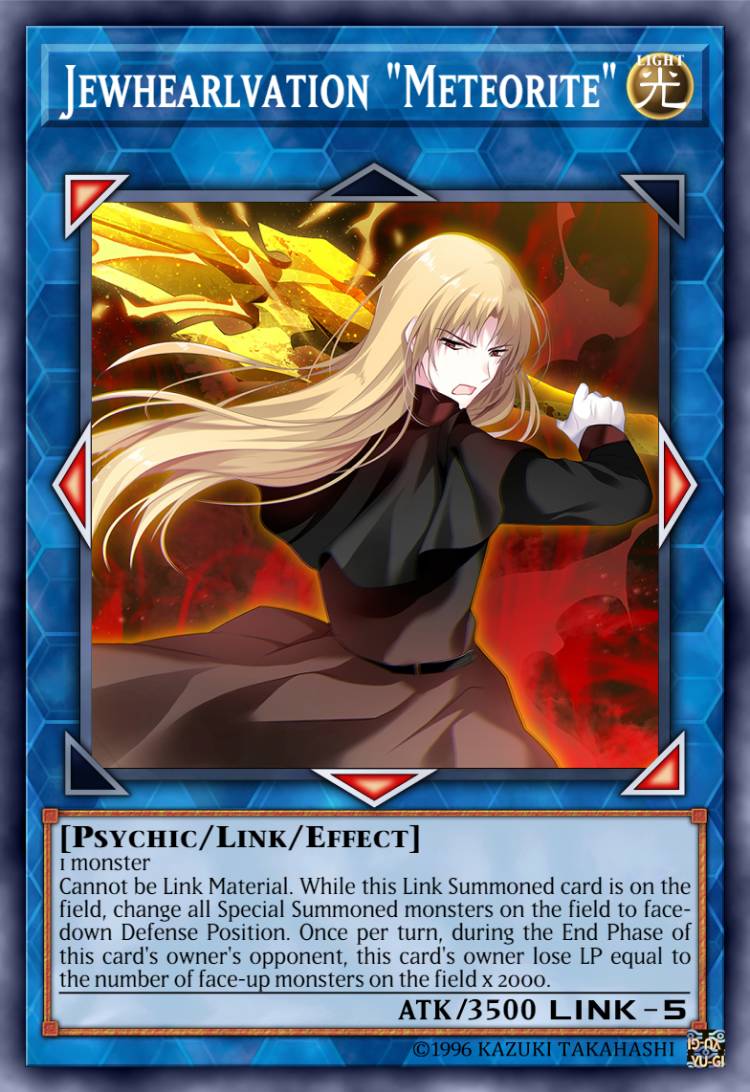 Jewhearlvation "Meteorite"
LIGHT
光
[Psychic/Link/Effect]
1 monster
Cannot be Link Material. While this Link Summoned card is on the
field, change all Special Summoned monsters on the field to face-
down Defense Position. Once per turn, during the End Phase of
this card's owner's opponent, this card's owner lose LP equal to
the number of face-up monsters on the field x 2000.
ATK/3500 LINK-5
©1996 KAZUKI TAKAHASHI
YU-GI